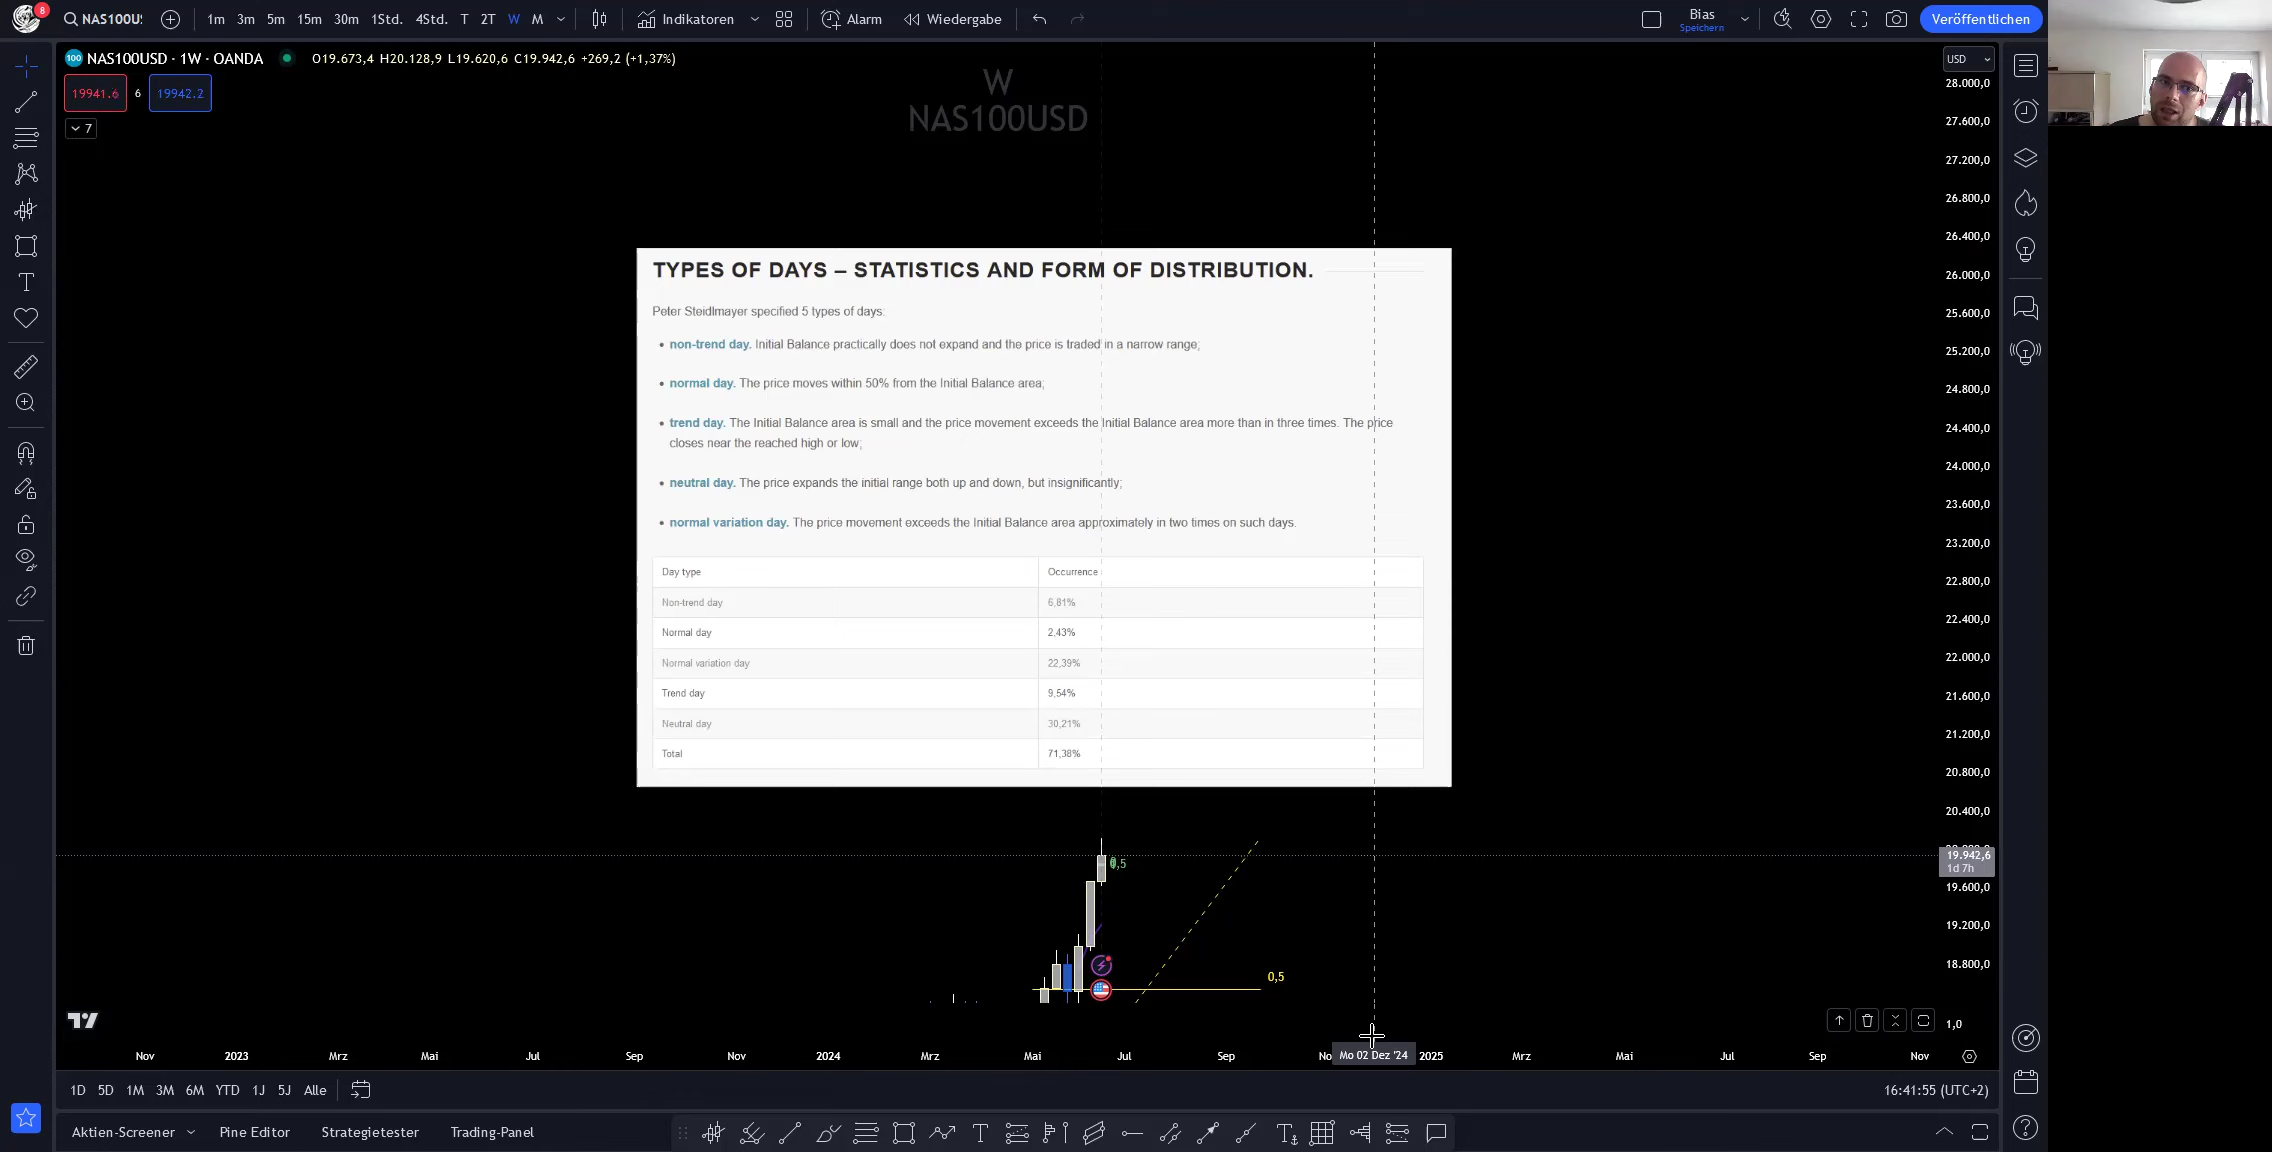 8
NAS100U:
1m 3m 5m 15m 30m 1Std. 4Std. T 2T W M
Indikatoren
Alarm
Wiedergabe
Bias
Speichern
Veröffentlichen
100 NAS100USD · 1W · OANDA
O19.673,4 H20.128,9 L19.620,6 C19.942,6 +269,2 (+1,37%)
19941.6 6 19942.2
7
W
NAS100USD
USD
28.000,0
27.600,0
27.200,0
26.800,0
26.400,0
26.000,0
25.600,0
25.200,0
24.800,0
24.400,0
24.000,0
23.600,0
23.200,0
22.800,0
22.400,0
22.000,0
21.600,0
21.200,0
20.800,0
20.400,0
19.942,6
1d 7h
19.600,0
19.200,0
18.800,0
1,0
TYPES OF DAYS – STATISTICS AND FORM OF DISTRIBUTION.
Peter Steidlmayer specified 5 types of days:
• non-trend day. Initial Balance practically does not expand and the price is traded in a narrow range;
• normal day. The price moves within 50% from the Initial Balance area;
• trend day. The Initial Balance area is small and the price movement exceeds the Initial Balance area more than in three times. The price
closes near the reached high or low;
• neutral day. The price expands the initial range both up and down, but insignificantly;
• normal variation day. The price movement exceeds the Initial Balance area approximately in two times on such days.
Day type Occurrence
Non-trend day 6,81%
Normal day 2,43%
Normal variation day 22,39%
Trend day 9,54%
Neutral day 30,21%
Total 71,38%
0,5
0,5
Nov 2023 Mrz Mai Jul Sep Nov 2024 Mrz Mai Jul Sep No Mo 02 Dez '24 2025 Mrz Mai Jul Sep Nov
1D 5D 1M 3M 6M YTD 1J 5J Alle
16:41:55 (UTC+2)
Aktien-Screener Pine Editor Strategietester Trading-Panel